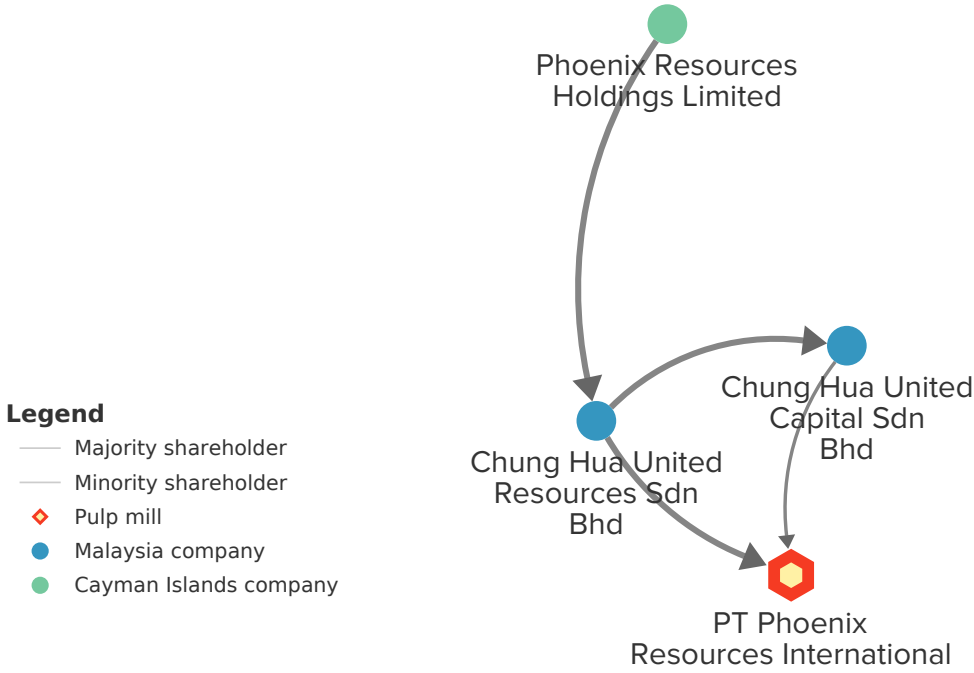 Phoenix Resources
Holdings Limited
Chung Hua United
Capital Sdn
Bhd
Chung Hua United
Resources Sdn
Bhd
PT Phoenix
Resources International
Legend
Majority shareholder
Minority shareholder
Pulp mill
Malaysia company
Cayman Islands company